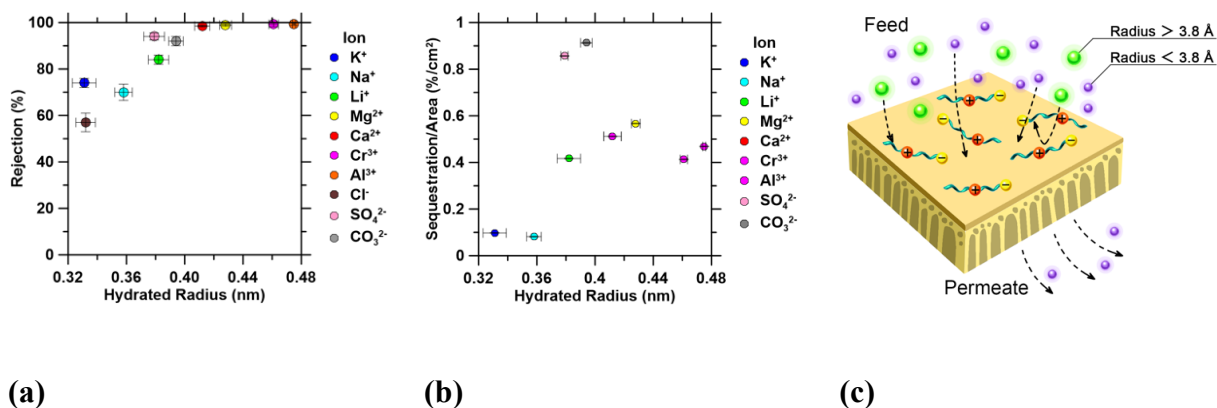 100
80
60
40
20
0
Rejection (%)
0.32 0.36 0.40 0.44 0.48
Hydrated Radius (nm)
Ion
K⁺
Na⁺
Li⁺
Mg²⁺
Ca²⁺
Cr³⁺
Al³⁺
Cl⁻
SO₄²⁻
CO₃²⁻
1
0.8
0.6
0.4
0.2
0
Sequestration/Area (%/cm²)
0.32 0.36 0.4 0.44 0.48
Hydrated Radius (nm)
Ion
K⁺
Na⁺
Li⁺
Mg²⁺
Ca²⁺
Cr³⁺
Al³⁺
SO₄²⁻
CO₃²⁻
Feed
Radius > 3.8 Å
Radius < 3.8 Å
Permeate
(a) (b) (c)